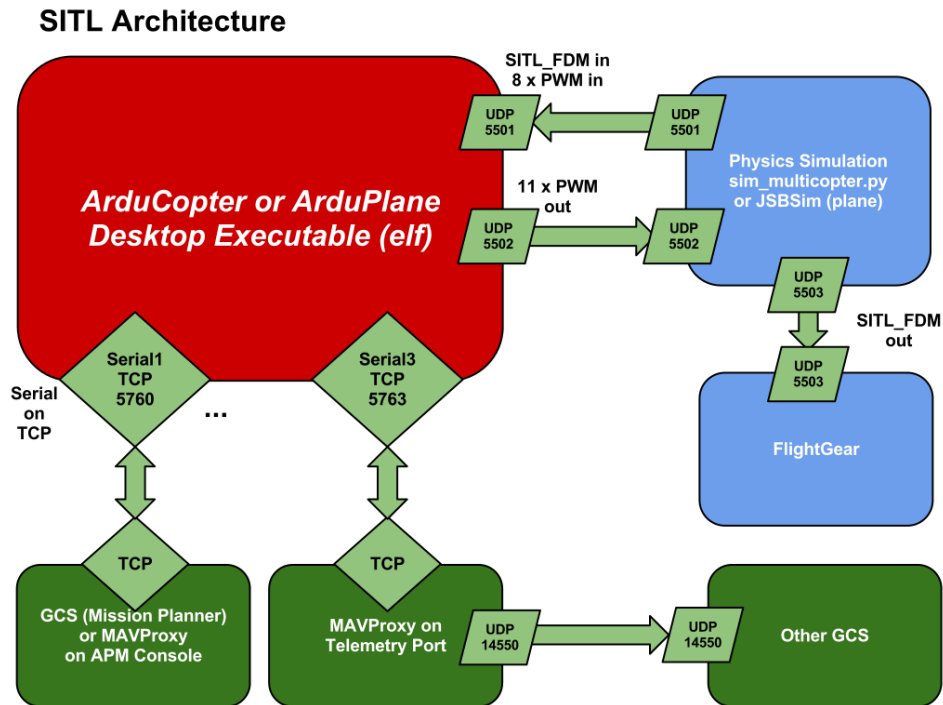 SITL Architecture
SITL_FDM in
8 x PWM in
UDP
5501
UDP
5501
ArduCopter or ArduPlane
Desktop Executable (elf)
Physics Simulation
sim_multicopter.py
or JSBSim (plane)
11 x PWM
out
UDP
5502
UDP
5502
UDP
5503
SITL_FDM
out
UDP
5503
FlightGear
Serial1
TCP
5760
Serial3
TCP
5763
Serial
on
TCP
...
TCP
TCP
GCS (Mission Planner)
or MAVProxy
on APM Console
MAVProxy on
Telemetry Port
UDP
14550
UDP
14550
Other GCS